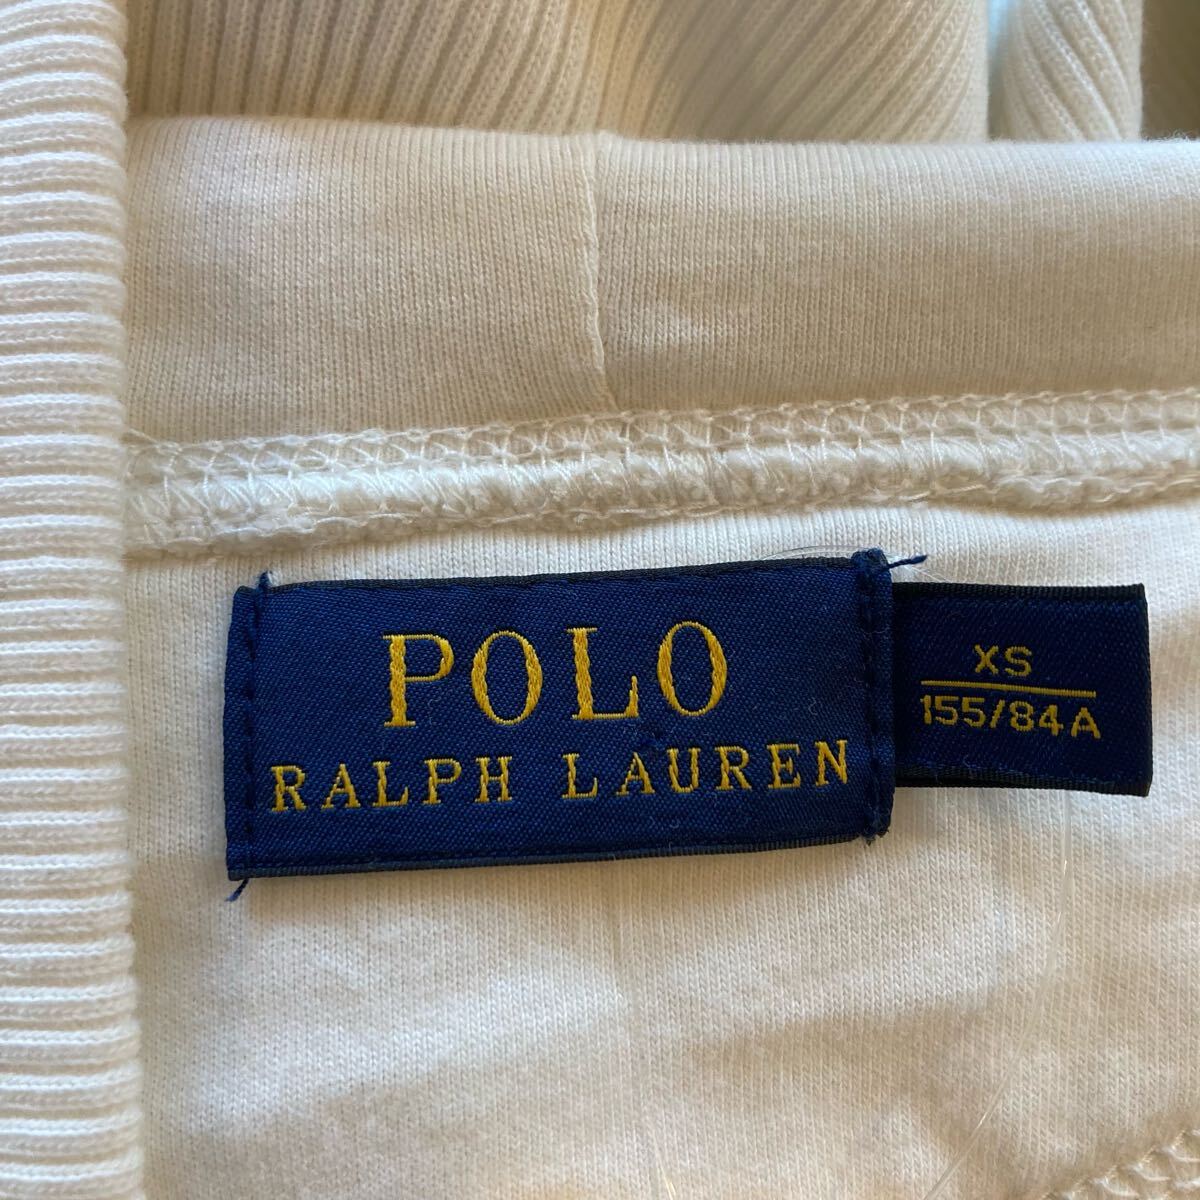 POLO
RALPH LAUREN
XS
155/84A